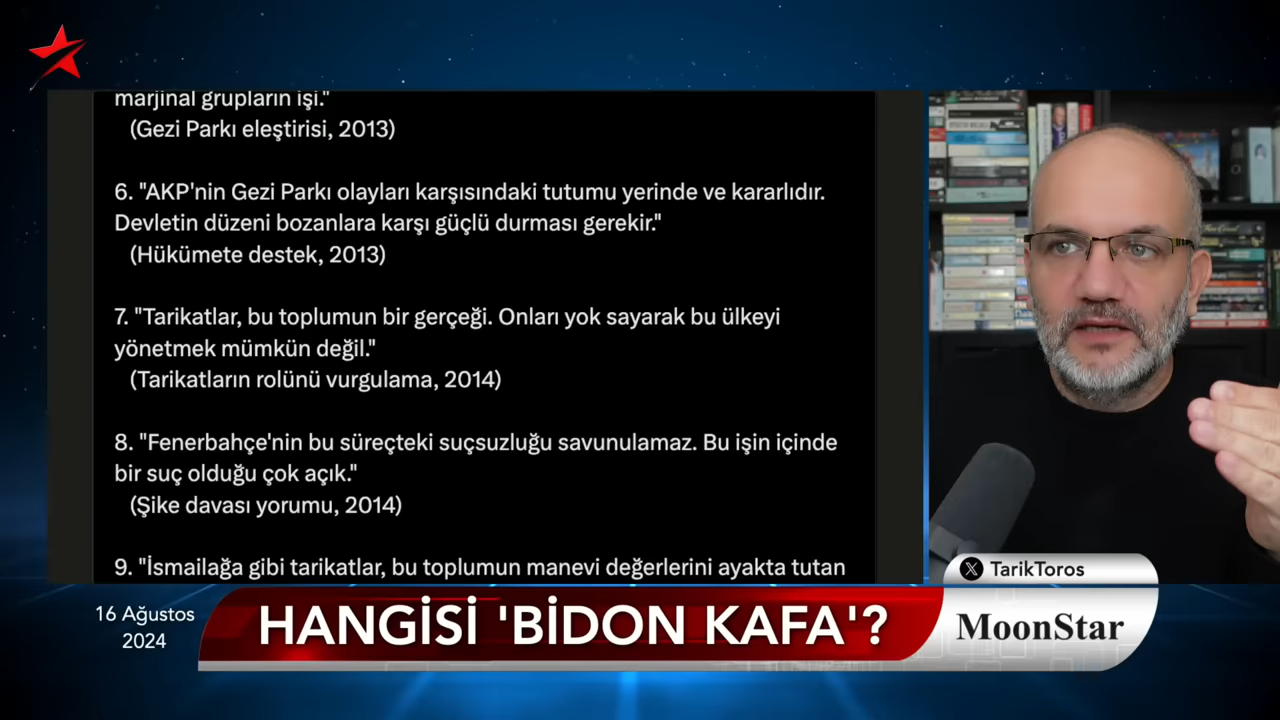 marjinal grupların işi."
(Gezi Parkı eleştirisi, 2013)
6. "AKP'nin Gezi Parkı olayları karşısındaki tutumu yerinde ve kararlıdır.
Devletin düzeni bozanlara karşı güçlü durması gerekir."
(Hükümete destek, 2013)
7. "Tarikatlar, bu toplumun bir gerçeği. Onları yok sayarak bu ülkeyi
yönetmek mümkün değil."
(Tarikatların rolünü vurgulama, 2014)
8. "Fenerbahçe'nin bu süreçteki suçsuzluğu savunulamaz. Bu işin içinde
bir suç olduğu çok açık."
(Şike davası yorumu, 2014)
9. "İsmailağa gibi tarikatlar, bu toplumun manevi değerlerini ayakta tutan
TarikToros
16 Ağustos
2024
HANGİSİ 'BİDON KAFA'?
MoonStar